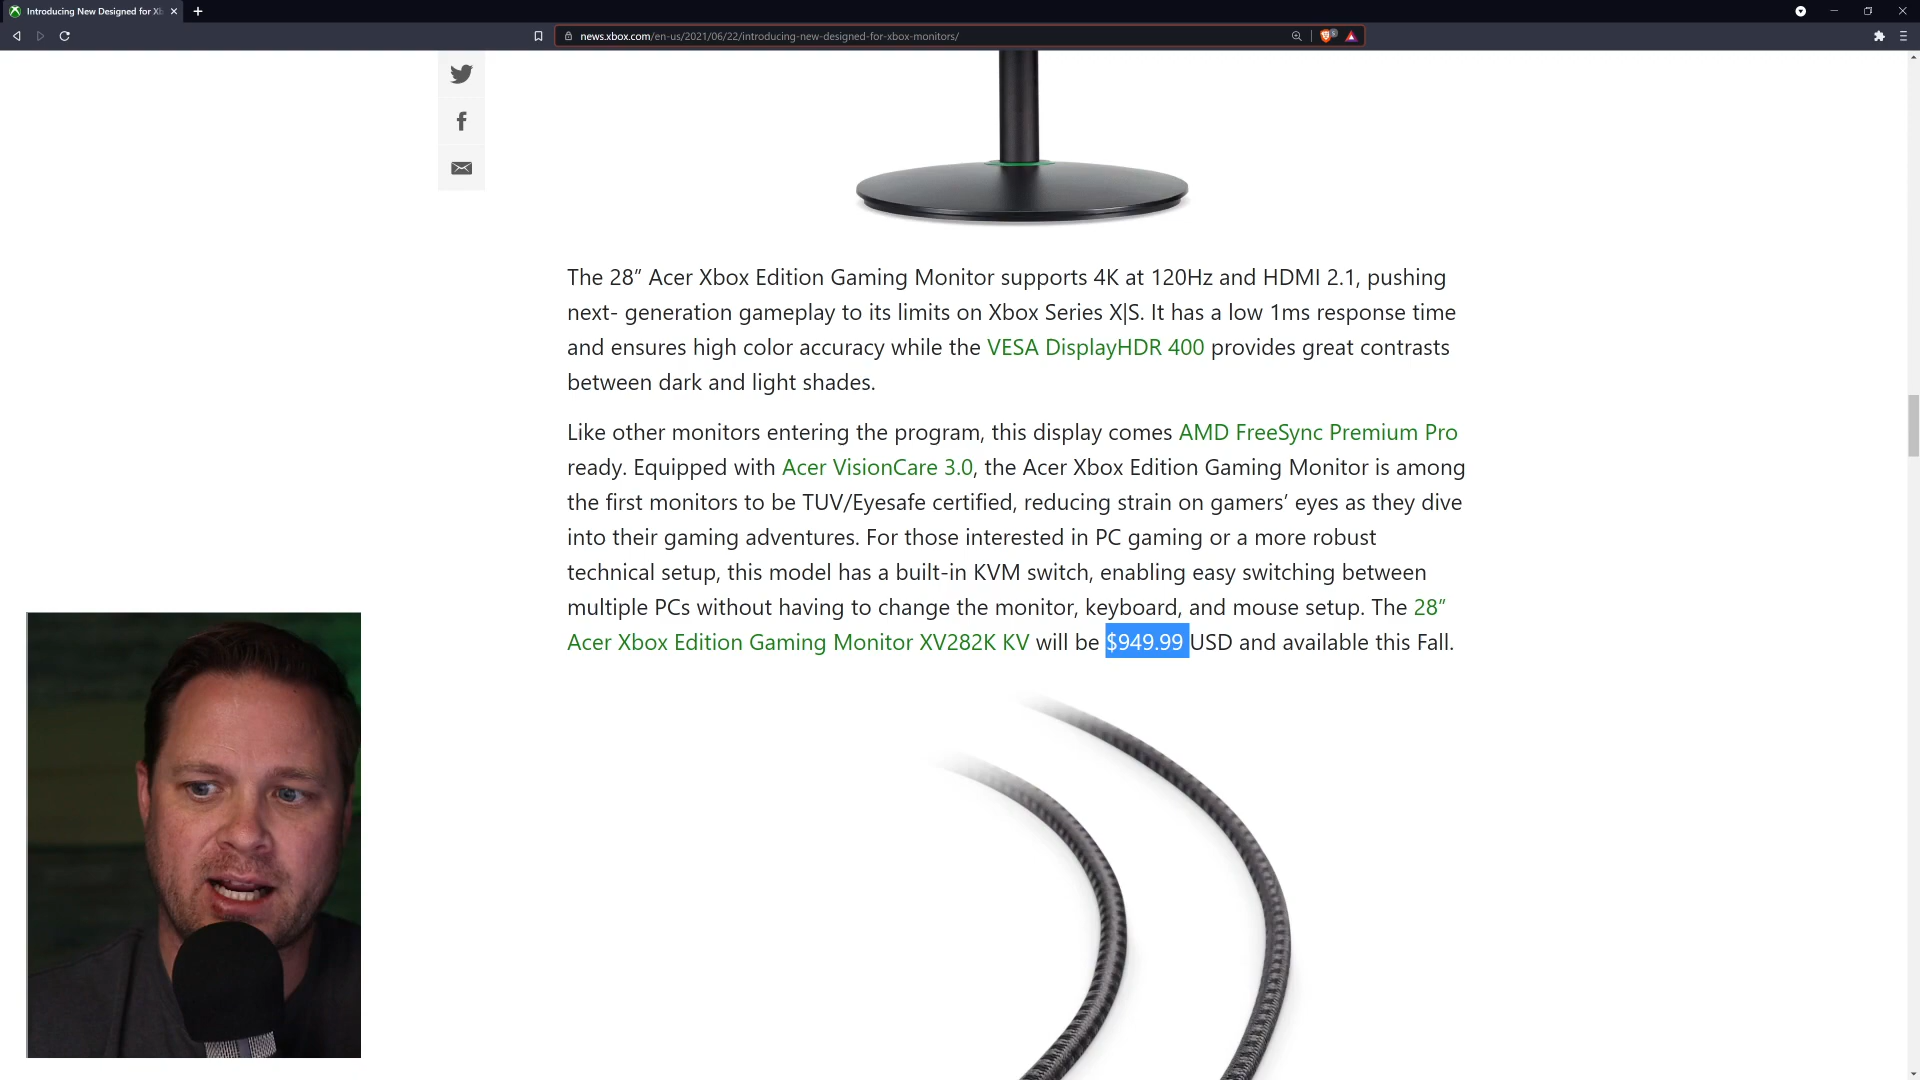 Introducing New Designed for Xb
news.xbox.com/en-us/2021/06/22/introducing-new-designed-for-xbox-monitors/
The 28” Acer Xbox Edition Gaming Monitor supports 4K at 120Hz and HDMI 2.1, pushing
next- generation gameplay to its limits on Xbox Series X|S. It has a low 1ms response time
and ensures high color accuracy while the VESA DisplayHDR 400 provides great contrasts
between dark and light shades.
Like other monitors entering the program, this display comes AMD FreeSync Premium Pro
ready. Equipped with Acer VisionCare 3.0, the Acer Xbox Edition Gaming Monitor is among
the first monitors to be TUV/Eyesafe certified, reducing strain on gamers’ eyes as they dive
into their gaming adventures. For those interested in PC gaming or a more robust
technical setup, this model has a built-in KVM switch, enabling easy switching between
multiple PCs without having to change the monitor, keyboard, and mouse setup. The 28”
Acer Xbox Edition Gaming Monitor XV282K KV will be $949.99 USD and available this Fall.